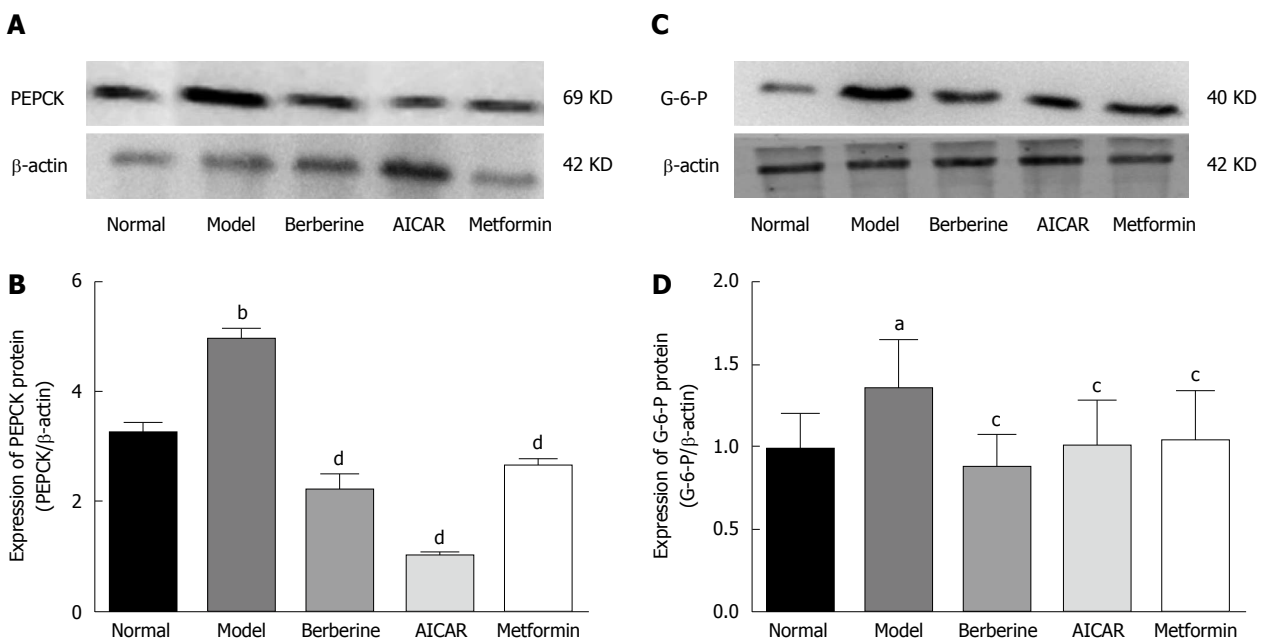 A
PEPCK
69 KD
β-actin
42 KD
Normal Model Berberine AICAR Metformin
B
Expression of PEPCK protein
(PEPCK/β-actin)
6
4
2
0
b
d
d
d
Normal Model Berberine AICAR Metformin
C
G-6-P
40 KD
β-actin
42 KD
Normal Model Berberine AICAR Metformin
D
Expression of G-6-P protein
(G-6-P/β-actin)
2.0
1.5
1.0
0.5
0.0
a
c
c
c
Normal Model Berberine AICAR Metformin